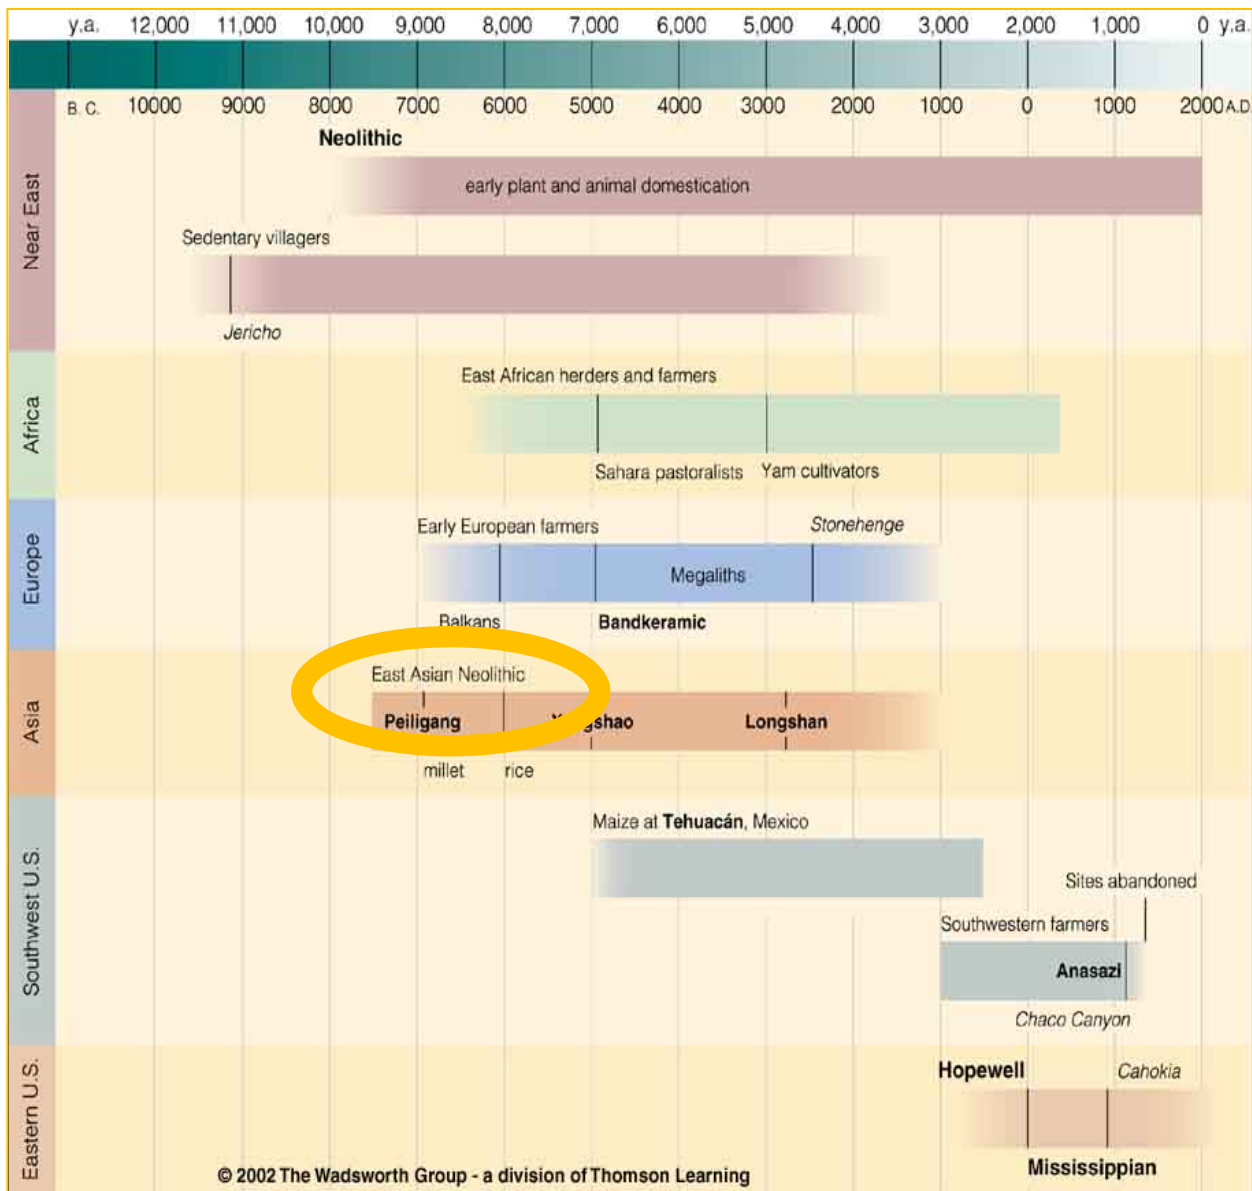 y.a. 12,000 11,000 10,000 9,000 8,000 7,000 6,000 5,000 4,000 3,000 2,000 1,000 0 y.a.
B. C. 10000 9000 8000 7000 6000 5000 4000 3000 2000 1000 0 1000 2000 A.D.
Near East
Neolithic
early plant and animal domestication
Sedentary villagers
Jericho
Africa
East African herders and farmers
Sahara pastoralists Yam cultivators
Europe
Early European farmers Stonehenge
Megaliths
Balkans Bandkeramic
Asia
East Asian Neolithic
Peiligang Longshan
millet rice
Southwest U.S.
Maize at Tehuacán, Mexico
Sites abandoned
Southwestern farmers
Anasazi
Chaco Canyon
Eastern U.S.
Hopewell Cahokia
Mississippian
© 2002 The Wadsworth Group - a division of Thomson Learning